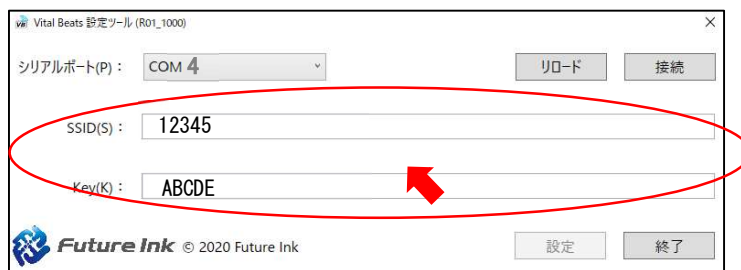 Vital Beats 設定ツール (R01_1000)
シリアルポート(P)： COM 4 リロード 接続
SSID(S)： 12345
Key(K)： ABCDE
Future Ink © 2020 Future Ink 設定 終了